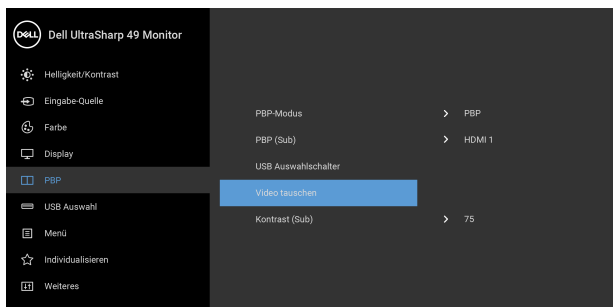 DELL
Dell UltraSharp 49 Monitor
Helligkeit/Kontrast
Eingabe-Quelle
Farbe
Display
PBP
USB Auswahl
Menü
Individualisieren
Weiteres
PBP-Modus > PBP
PBP (Sub) > HDMI 1
USB Auswahlschalter
Video tauschen
Kontrast (Sub) > 75